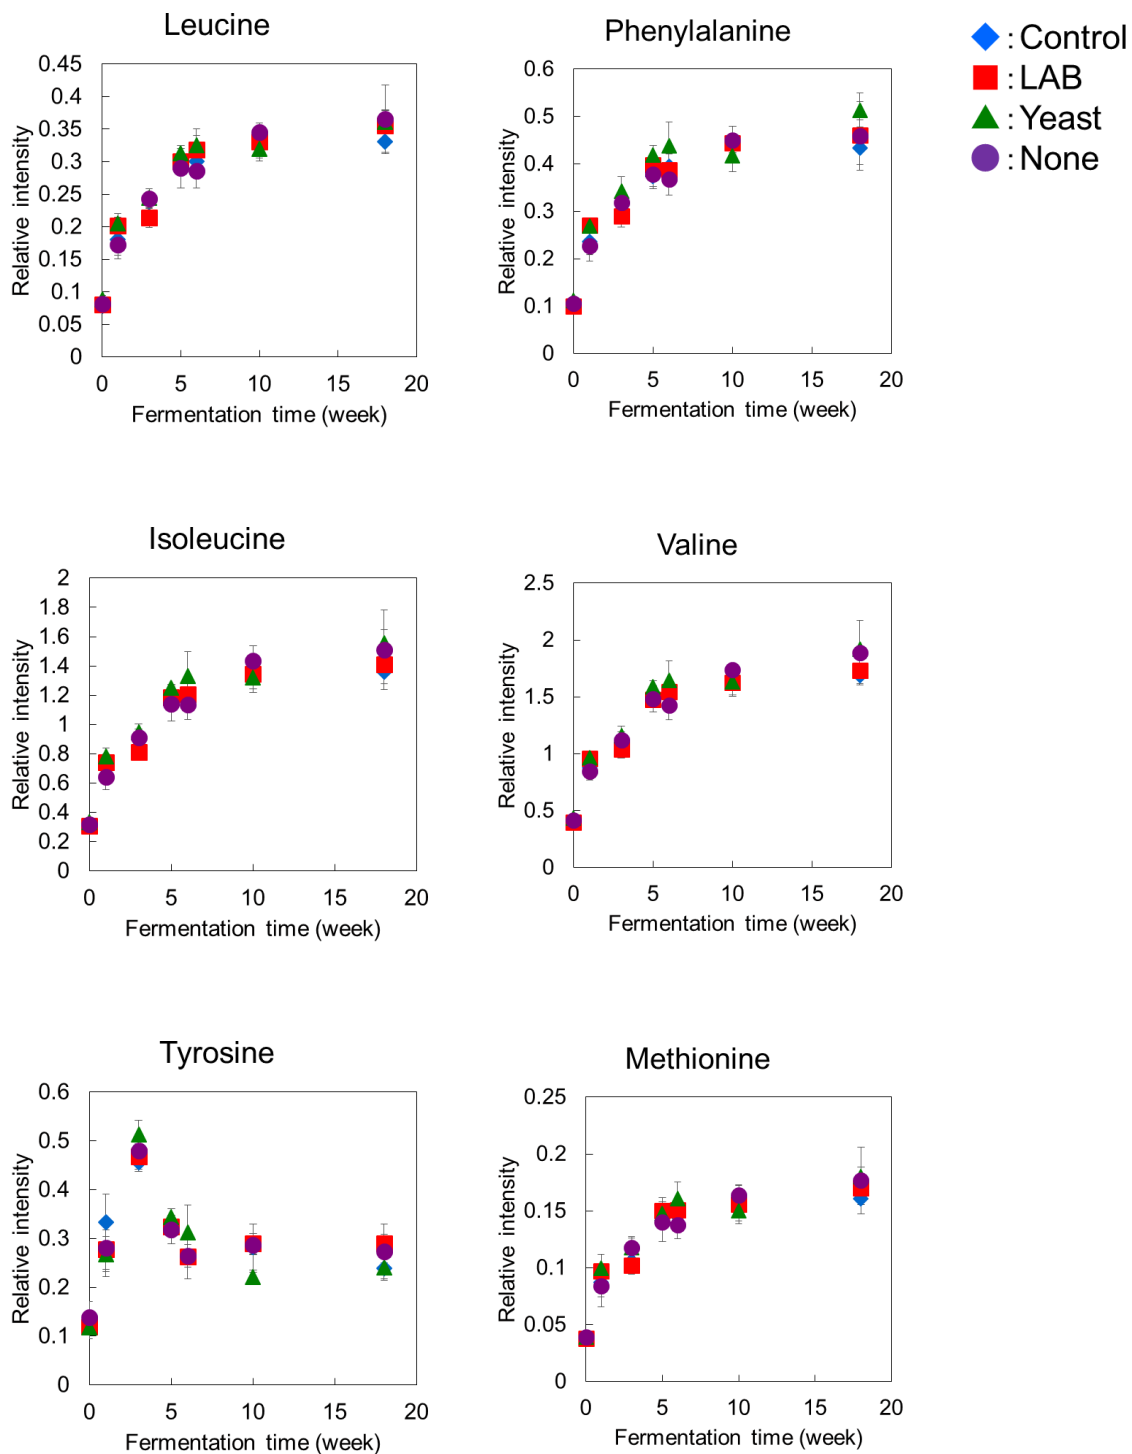 Leucine
0.45
0.4
0.35
0.3
0.25
0.2
0.15
0.1
0.05
0
0 5 10 15 20
Relative intensity
Fermentation time (week)
Phenylalanine
0.6
0.5
0.4
0.3
0.2
0.1
0
0 5 10 15 20
Relative intensity
Fermentation time (week)
: Control
: LAB
: Yeast
: None
Isoleucine
2
1.8
1.6
1.4
1.2
1
0.8
0.6
0.4
0.2
0
0 5 10 15 20
Relative intensity
Fermentation time (week)
Valine
2.5
2
1.5
1
0.5
0
0 5 10 15 20
Relative intensity
Fermentation time (week)
Tyrosine
0.6
0.5
0.4
0.3
0.2
0.1
0
0 5 10 15 20
Relative intensity
Fermentation time (week)
Methionine
0.25
0.2
0.15
0.1
0.05
0
0 5 10 15 20
Relative intensity
Fermentation time (week)